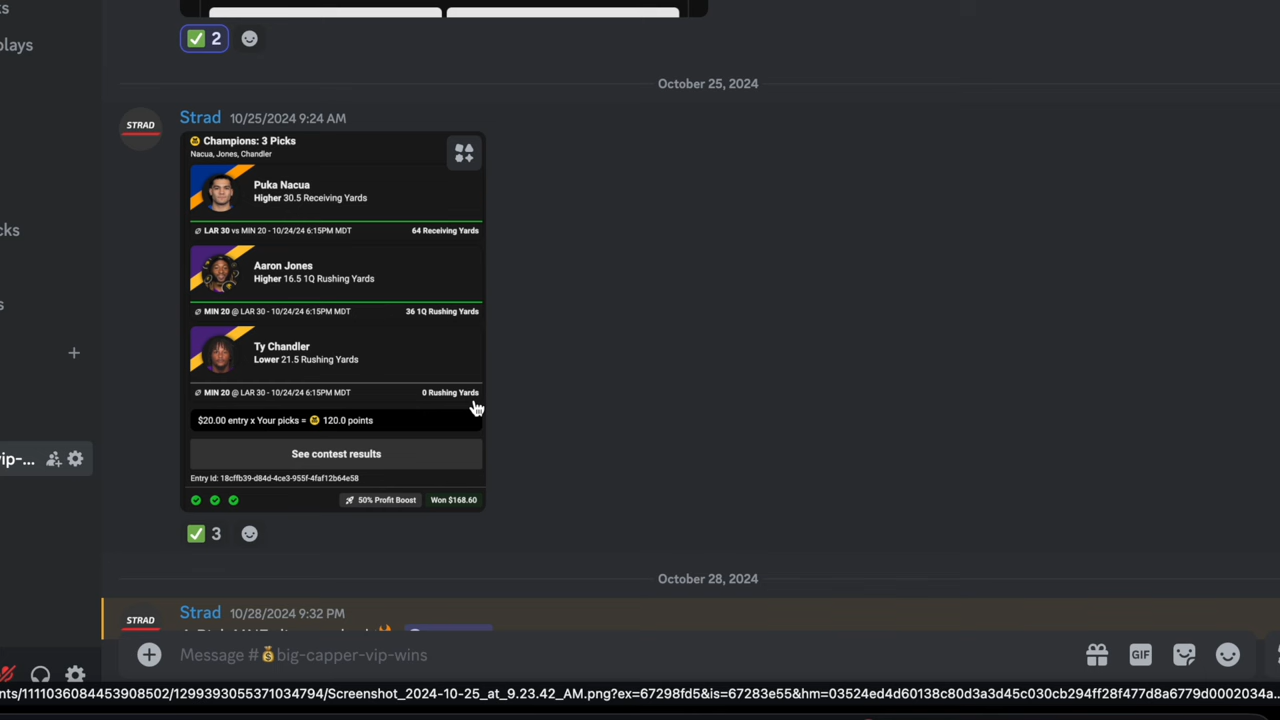 ts
plays
✅ 2
October 25, 2024
STRAD
Strad 10/25/2024 9:24 AM
Champions: 3 Picks
Nacua, Jones, Chandler
Puka Nacua
Higher 30.5 Receiving Yards
LAR 30 vs MIN 20 - 10/24/24 6:15PM MDT 64 Receiving Yards
Aaron Jones
Higher 16.5 1Q Rushing Yards
MIN 20 @ LAR 30 - 10/24/24 6:15PM MDT 36 1Q Rushing Yards
Ty Chandler
Lower 21.5 Rushing Yards
MIN 20 @ LAR 30 - 10/24/24 6:15PM MDT 0 Rushing Yards
$20.00 entry x Your picks = 120.0 points
See contest results
Entry Id: 18cffb39-d84d-4ce3-955f-4faf12b64e58
50% Profit Boost Won $168.60
cks
s
vip-...
✅ 3
October 28, 2024
STRAD
Strad 10/28/2024 9:32 PM
Message #💰big-capper-vip-wins
GIF
nts/1111036084453908502/1299393055371034794/Screenshot_2024-10-25_at_9.23.42_AM.png?ex=67298fd5&is=67283e55&hm=03524ed4d60138c80d3a3d45c030cb294ff28f477d8a6779d0002034a...